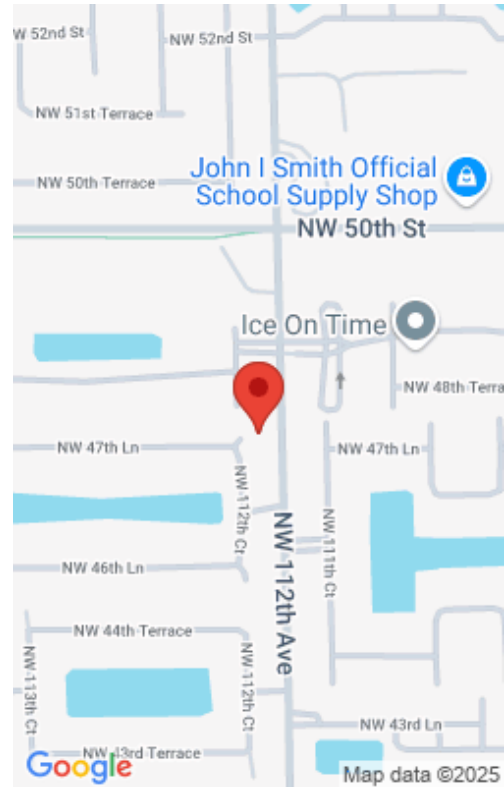 W 52nd St
NW 52nd St
NW 51st Terrace
John I Smith Official
School Supply Shop
NW 50th Terrace
NW 50th St
Ice On Time
NW 48th Terra
NW 47th Ln
NW 47th Ln
NW 112th Ct
NW 111th Ct
NW 112th Ave
NW 46th Ln
NW 44th Terrace
NW 113th Ct
NW 112th Ct
NW 43rd Ln
NW 43rd Terrace
Google
Map data ©2025